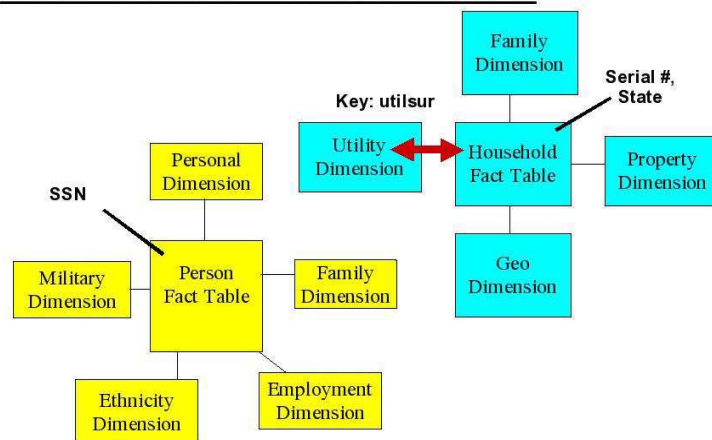 Family
Dimension
Serial #,
State
Key: utilsur
Utility
Dimension
Household
Fact Table
Property
Dimension
Geo
Dimension
Personal
Dimension
SSN
Person
Fact Table
Military
Dimension
Family
Dimension
Ethnicity
Dimension
Employment
Dimension